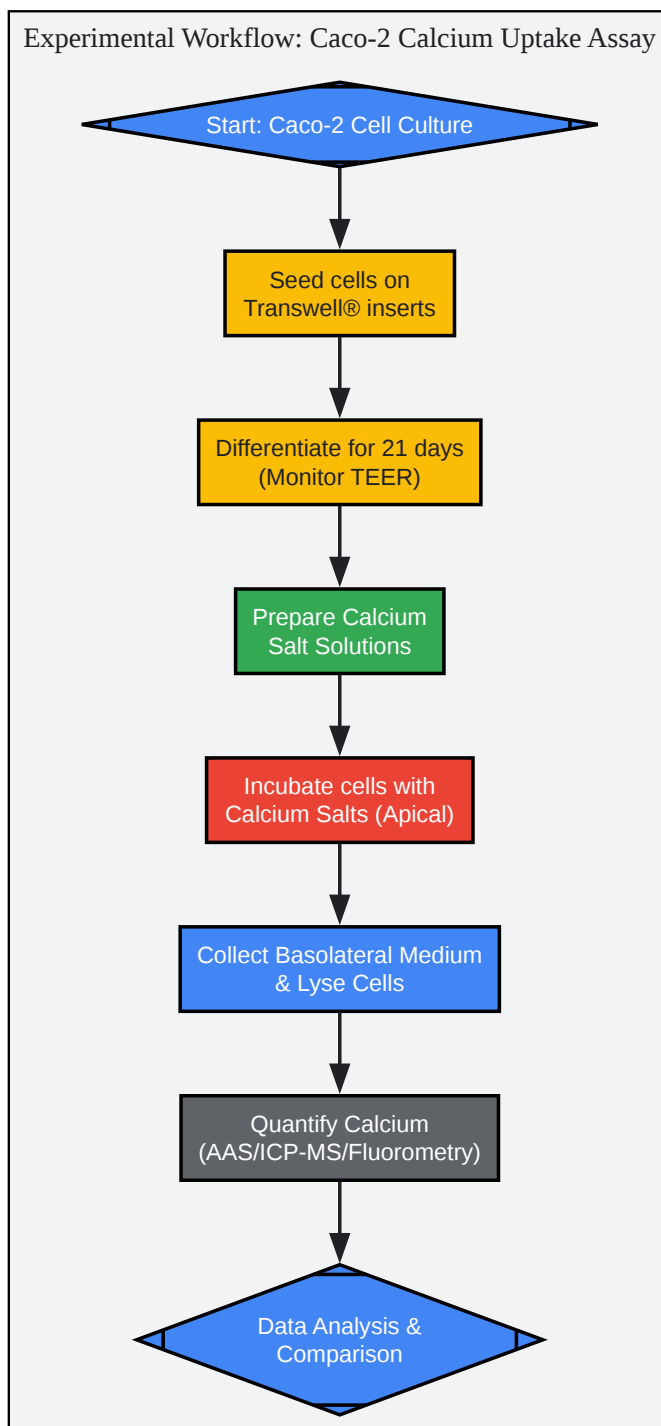 Experimental Workflow: Caco-2 Calcium Uptake Assay
Start: Caco-2 Cell Culture
Seed cells on
Transwell® inserts
Differentiate for 21 days
(Monitor TEER)
Prepare Calcium
Salt Solutions
Incubate cells with
Calcium Salts (Apical)
Collect Basolateral Medium
& Lyse Cells
Quantify Calcium
(AAS/ICP-MS/Fluorometry)
Data Analysis &
Comparison